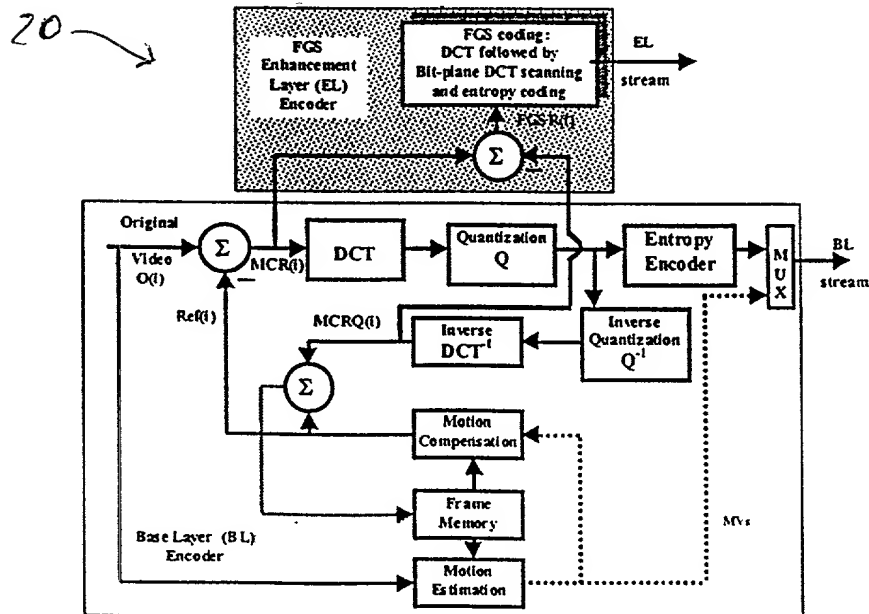 20
FGS
Enhancement
Layer (EL)
Encoder
FGS coding:
DCT followed by
Bit-plane DCT scanning
and entropy coding
EL
stream
FGSR(i)
Σ
Original
Video
O(i)
Σ
MCR(i)
DCT
Quantization
Q
Entropy
Encoder
MUX
BL
stream
Ref(i)
MCRQ(i)
Inverse
DCT⁻¹
Inverse
Quantization
Q⁻¹
Σ
Motion
Compensation
Frame
Memory
MVs
Base Layer (BL)
Encoder
Motion
Estimation